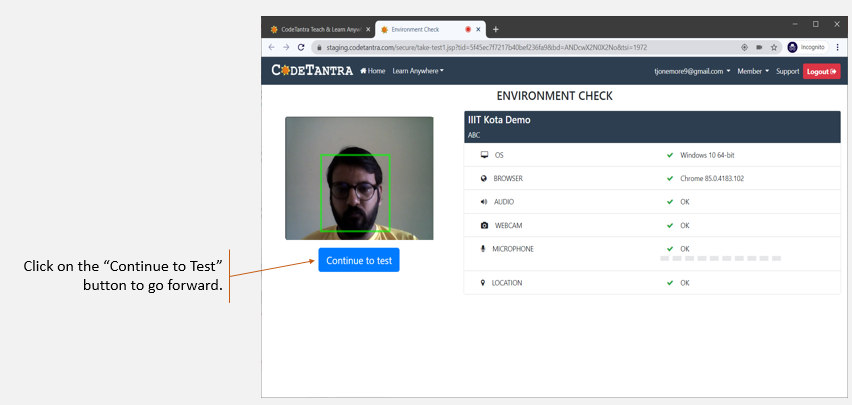 CodeTantra Teach & Learn Anyw
Environment Check
staging.codetantra.com/secure/take-test1.jsp?tid=5f45ec7f7217b40bef236fa9&bd=ANDcwX2N0X2No&tsi=1972
Incognito
CODETANTRA Home Learn Anywhere tjonemore9@gmail.com Member Support Logout
ENVIRONMENT CHECK
IIIT Kota Demo
ABC
OS Windows 10 64-bit
BROWSER Chrome 85.0.4183.102
AUDIO OK
WEBCAM OK
MICROPHONE OK
LOCATION OK
Continue to test
Click on the “Continue to Test”
button to go forward.